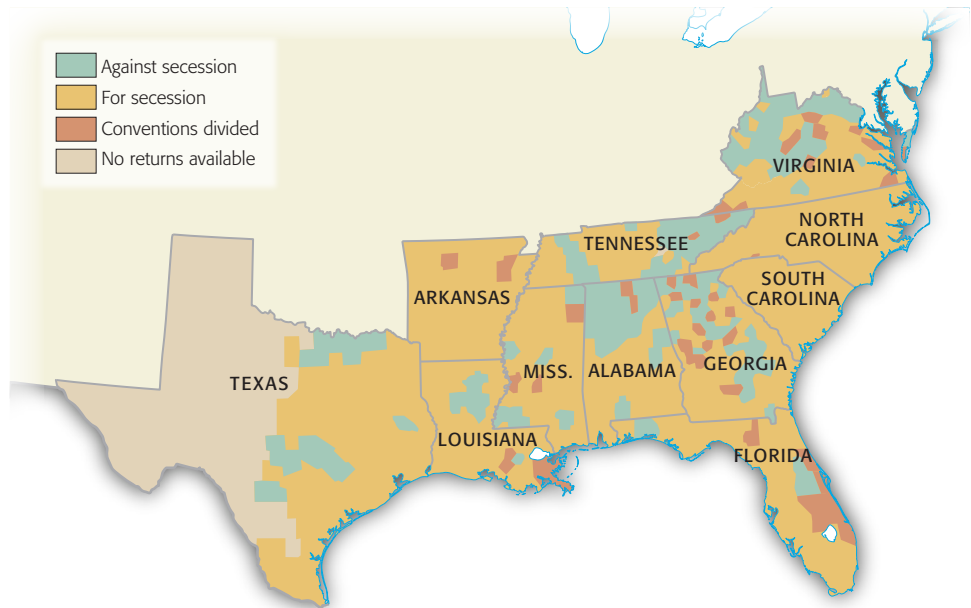 Against secession
For secession
Conventions divided
No returns available
VIRGINIA
NORTH
CAROLINA
TENNESSEE
SOUTH
CAROLINA
ARKANSAS
MISS.
ALABAMA
GEORGIA
TEXAS
LOUISIANA
FLORIDA